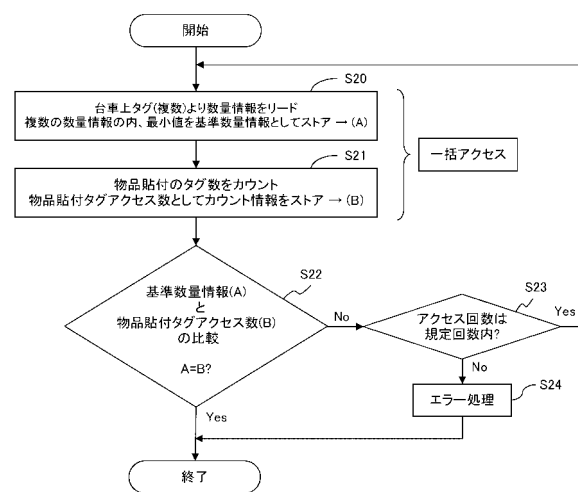 開始
S20
台車上タグ(複数)より数量情報をリード
複数の数量情報の内、最小値を基準数量情報としてストア → (A)
S21
物品貼付のタグ数をカウント
物品貼付タグアクセス数としてカウント情報をストア → (B)
一括アクセス
S22
基準数量情報(A)
と
物品貼付タグアクセス数(B)
の比較
A=B?
No
Yes
S23
アクセス回数は
規定回数内?
Yes
No
S24
エラー処理
終了